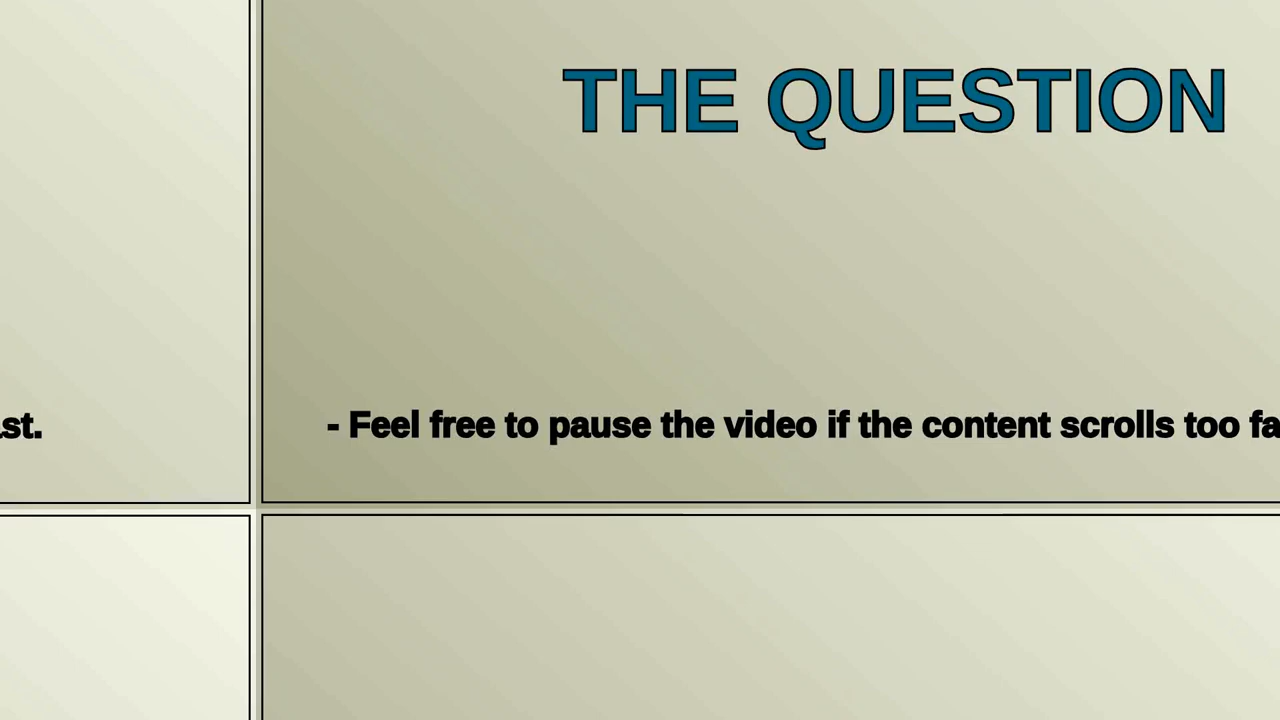 THE QUESTION
st.
- Feel free to pause the video if the content scrolls too fa